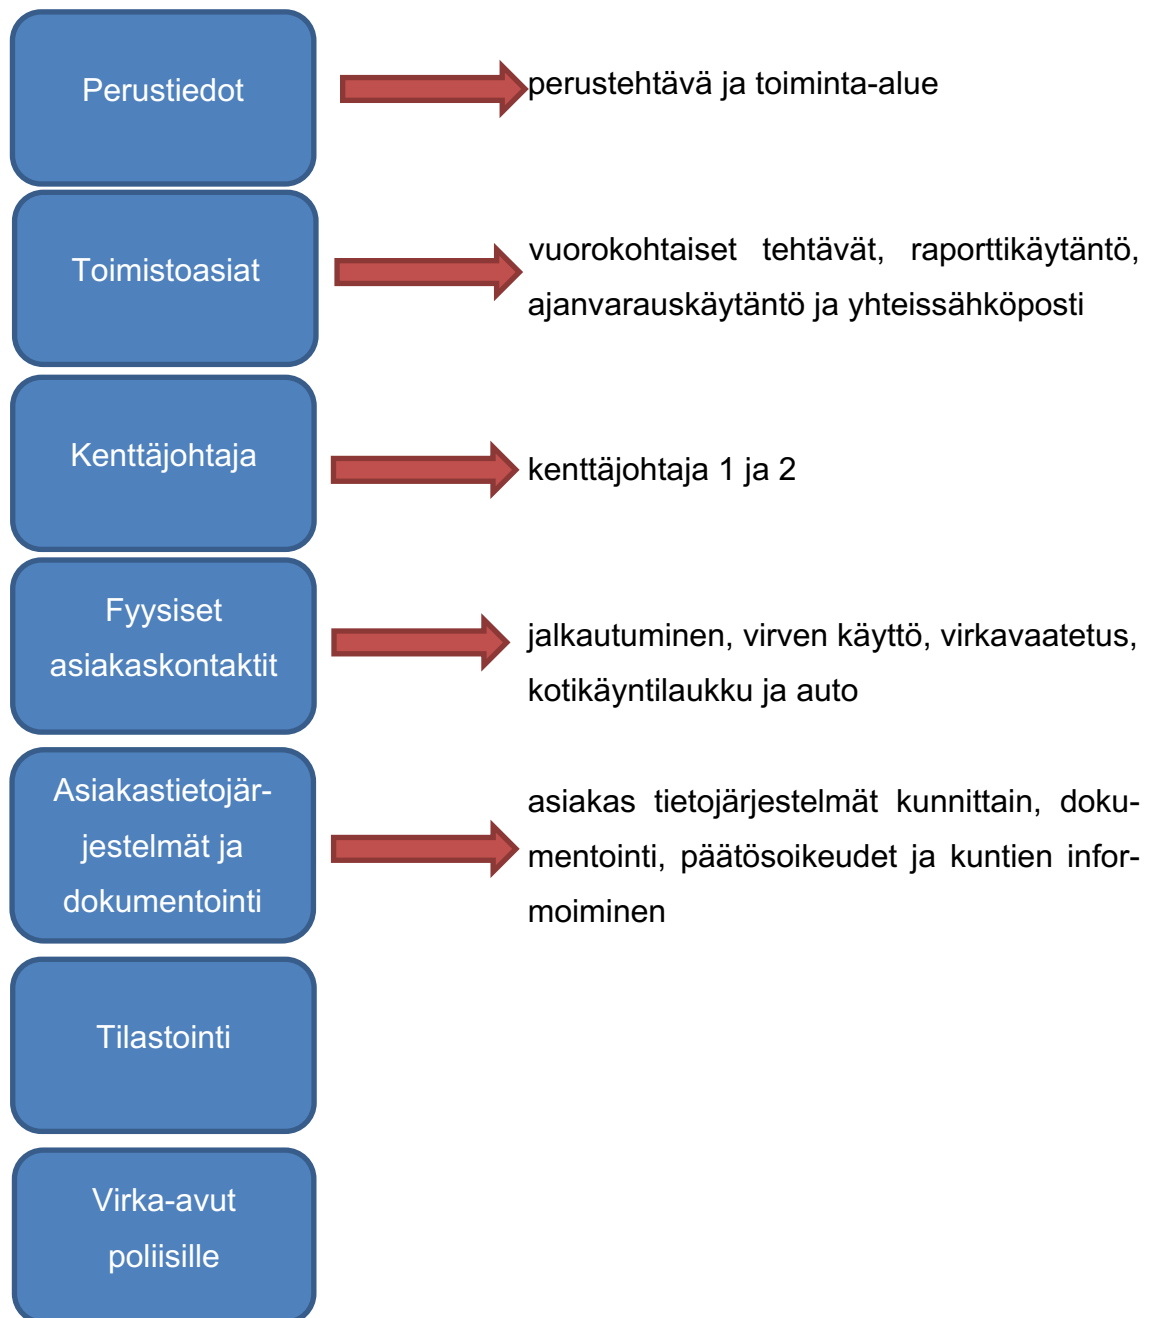 Perustiedot
perustehtävä ja toiminta-alue
Toimistoasiat
vuorokohtaiset tehtävät, raporttikäytäntö,
ajanvarauskäytäntö ja yhteissähköposti
Kenttäjohtaja
kenttäjohtaja 1 ja 2
Fyysiset
asiakaskontaktit
jalkautuminen, virven käyttö, virkavaatetus,
kotikäyntilaukku ja auto
Asiakastietojär-
jestelmät ja
dokumentointi
asiakas tietojärjestelmät kunnittain, doku-
mentointi, päätösoikeudet ja kuntien infor-
moiminen
Tilastointi
Virka-avut
poliisille